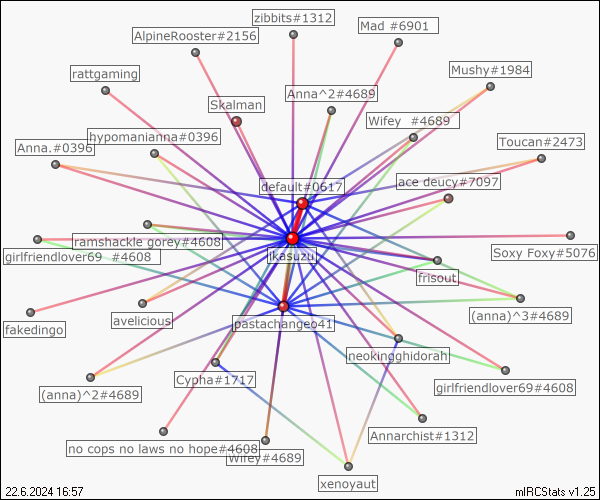 zibbits#1312
Mad #6901
AlpineRooster#2156
Mushy#1984
rattgaming
Anna^2#4689
Skalman
Wifey  #4689
hypomanianna#0396
Toucan#2473
Anna.#0396
default#0617
ace deucy#7097
ramshackle gorey#4608
girlfriendlover69  #4608
ikasuzu
Soxy Foxy#5076
frisout
fakedingo
avelicious
pastachangeo41
(anna)^3#4689
neokingghidorah
Cypha#1717
girlfriendlover69#4608
(anna)^2#4689
Annarchist#1312
no cops no laws no hope#4608
Wifey#4689
xenoyaut
22.6.2024 16:57
mIRCStats v1.25